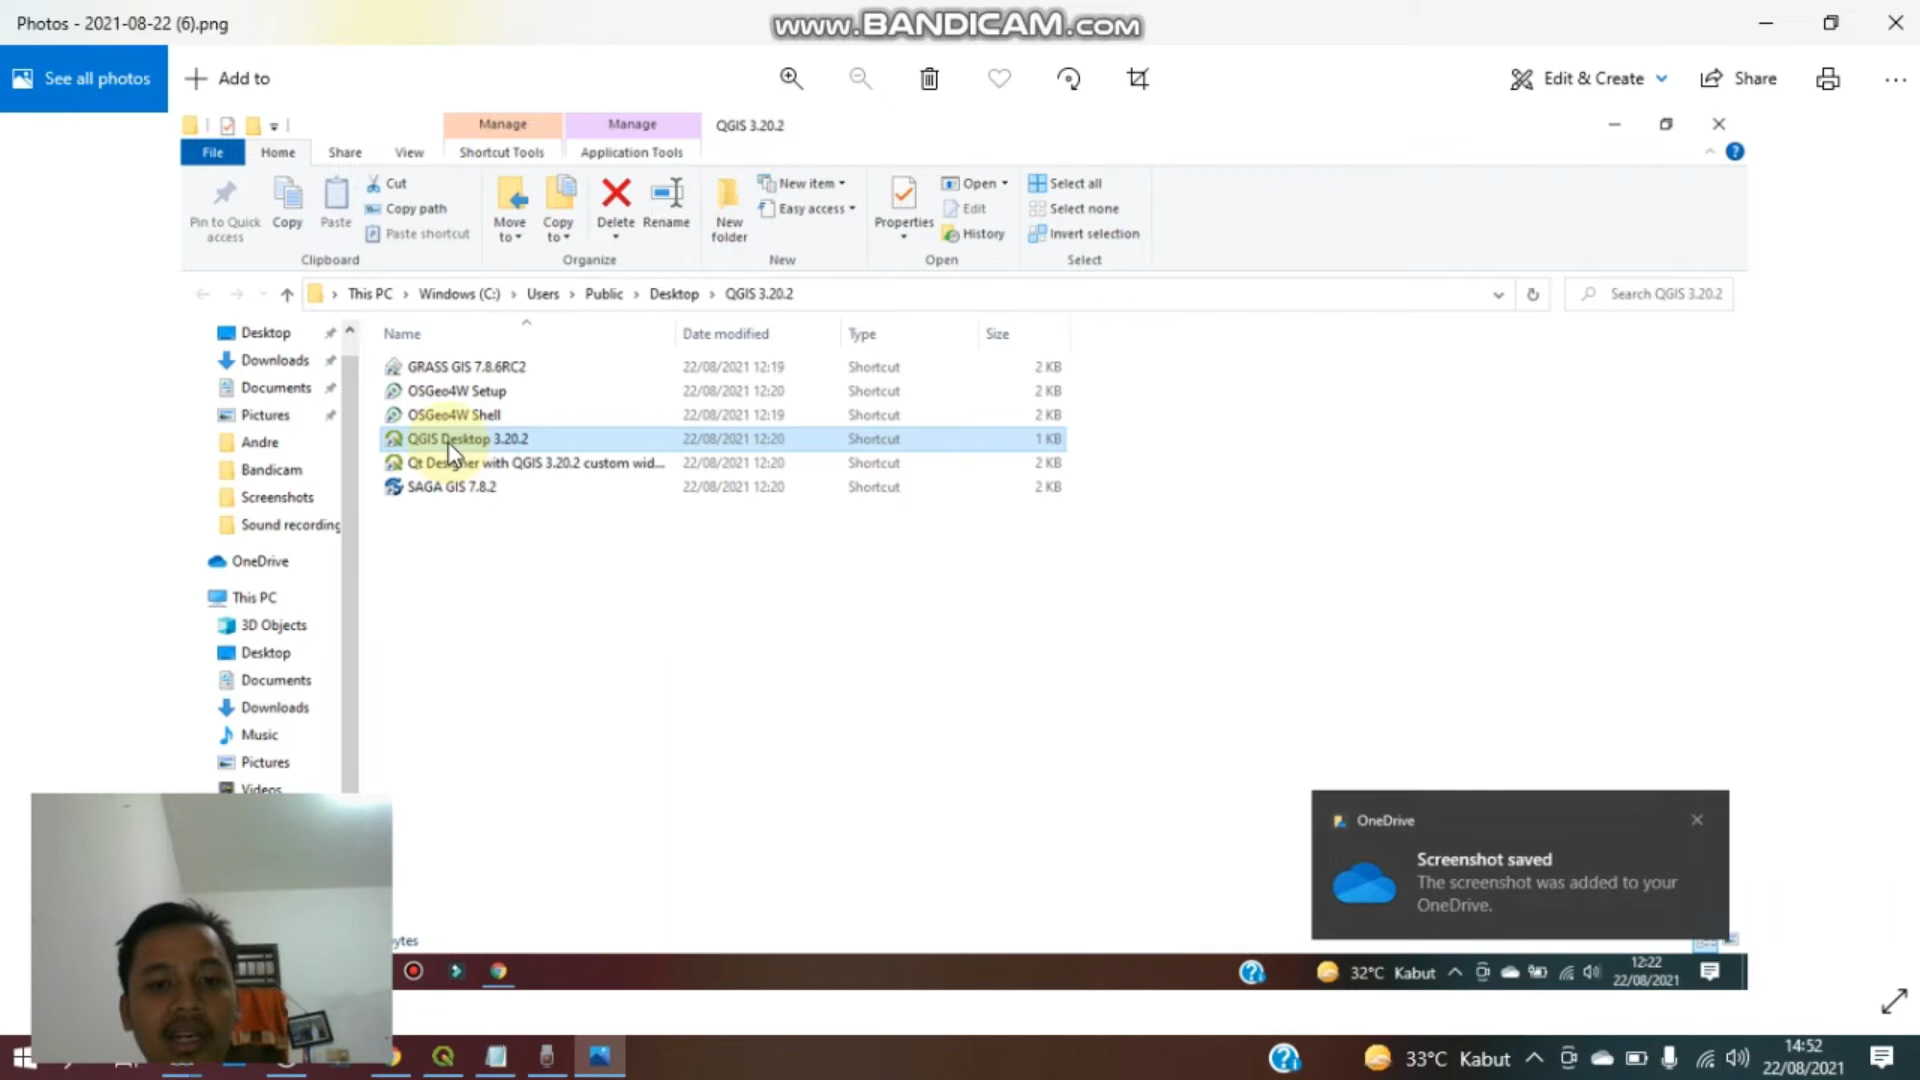 Photos - 2021-08-22 (6).png
www.BANDICAM.com
See all photos
Add to
Edit & Create
Share
Manage
Manage
QGIS 3.20.2
File
Home
Share
View
Shortcut Tools
Application Tools
Pin to Quick access
Copy
Paste
Cut
Copy path
Paste shortcut
Move to
Copy to
Delete
Rename
New folder
New item
Easy access
Properties
Open
Edit
History
Select all
Select none
Invert selection
Clipboard
Organize
New
Open
Select
This PC > Windows (C:) > Users > Public > Desktop > QGIS 3.20.2
Search QGIS 3.20.2
Name Date modified Type Size
GRASS GIS 7.8.6RC2 22/08/2021 12:19 Shortcut 2 KB
OSGeo4W Setup 22/08/2021 12:20 Shortcut 2 KB
OSGeo4W Shell 22/08/2021 12:19 Shortcut 2 KB
QGIS Desktop 3.20.2 22/08/2021 12:20 Shortcut 1 KB
Qt Designer with QGIS 3.20.2 custom wid... 22/08/2021 12:20 Shortcut 2 KB
SAGA GIS 7.8.2 22/08/2021 12:20 Shortcut 2 KB
Desktop
Downloads
Documents
Pictures
Andre
Bandicam
Screenshots
Sound recording
OneDrive
This PC
3D Objects
Desktop
Documents
Downloads
Music
Pictures
Videos
OneDrive
Screenshot saved
The screenshot was added to your
OneDrive.
bytes
32°C Kabut
12:22
22/08/2021
33°C Kabut
14:52
22/08/2021